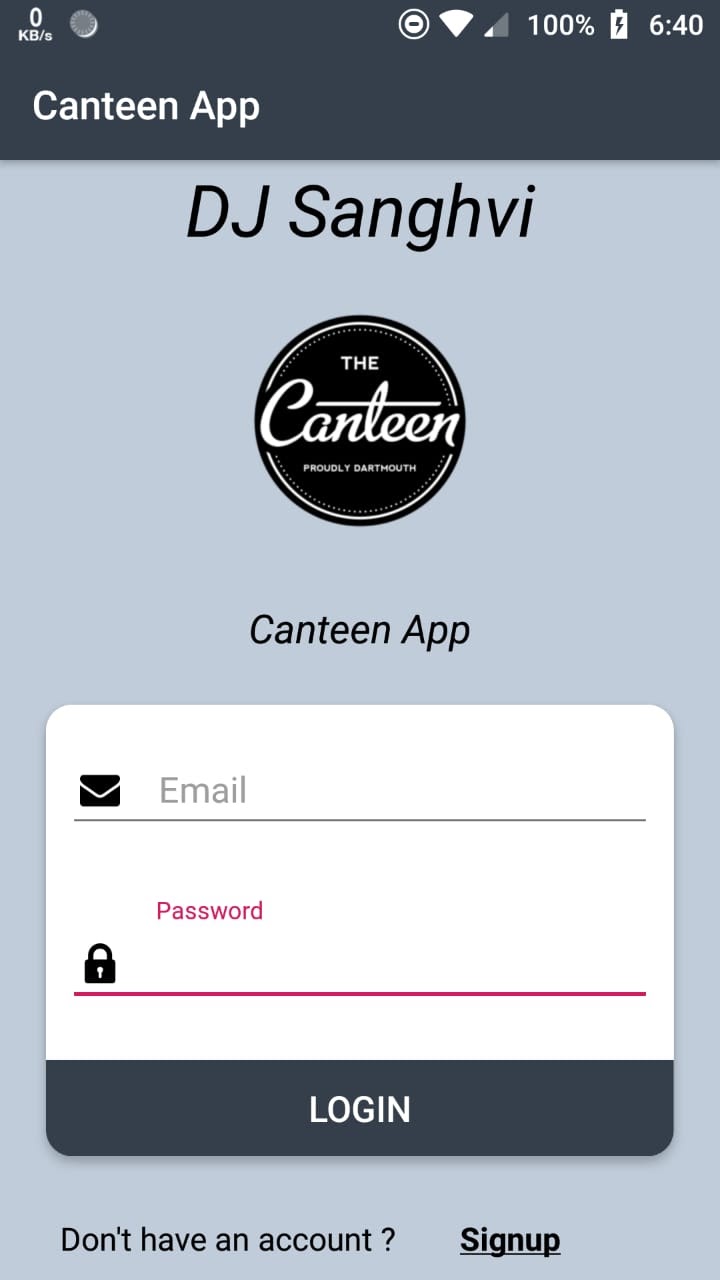 0
KB/s
100% 6:40
Canteen App
DJ Sanghvi
THE
Canteen
PROUDLY DARTMOUTH
Canteen App
Email
Password
LOGIN
Don't have an account ? Signup